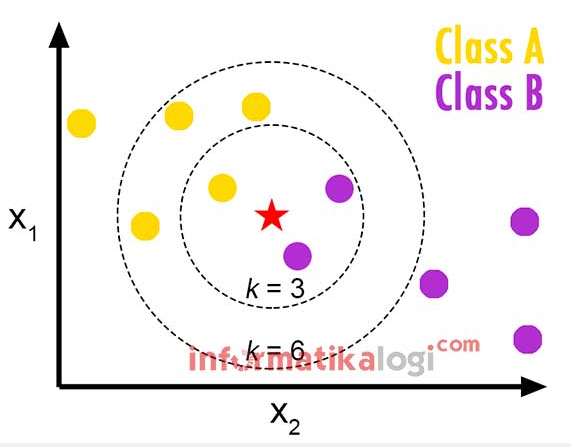 Class A
Class B
x1
k = 3
k = 6
informatikalogi.com
x2